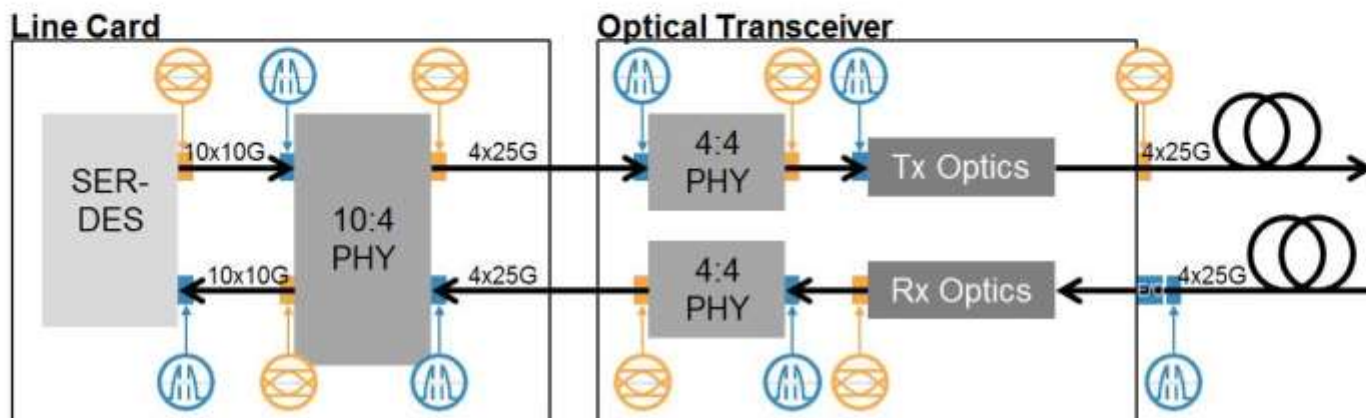 Line Card
Optical Transceiver
SER-
DES
10x10G
10:4
PHY
4x25G
4:4
PHY
Tx Optics
4x25G
10x10G
4x25G
4:4
PHY
Rx Optics
4x25G